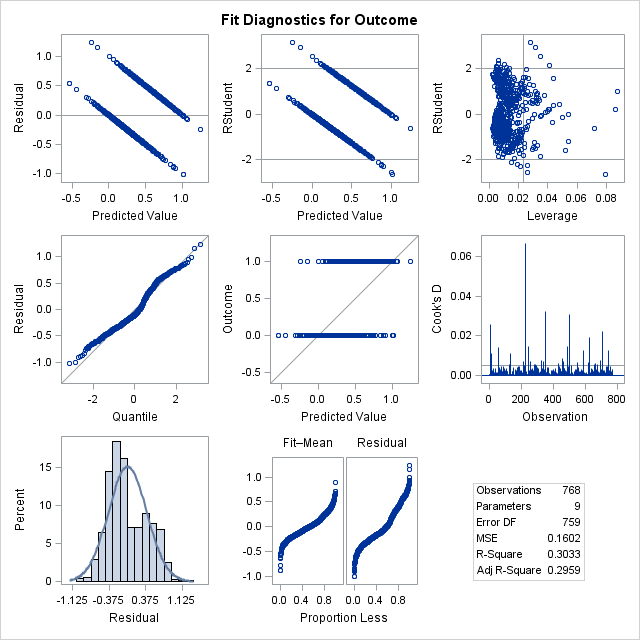 Fit Diagnostics for Outcome
Residual
1.0
0.5
0.0
-0.5
-1.0
-0.5 0.0 0.5 1.0
Predicted Value
RStudent
2
0
-2
-0.5 0.0 0.5 1.0
Predicted Value
RStudent
2
0
-2
0.00 0.02 0.04 0.06 0.08
Leverage
Residual
1.0
0.5
0.0
-0.5
-1.0
-2 0 2
Quantile
Outcome
1.0
0.5
0.0
-0.5
-0.5 0.0 0.5 1.0
Predicted Value
Cook's D
0.06
0.04
0.02
0.00
0 200 400 600 800
Observation
Percent
15
10
5
0
-1.125 -0.375 0.375 1.125
Residual
Fit–Mean Residual
1.0
0.5
0.0
-0.5
-1.0
0.0 0.4 0.8 0.0 0.4 0.8
Proportion Less
Observations 768
Parameters 9
Error DF 759
MSE 0.1602
R-Square 0.3033
Adj R-Square 0.2959